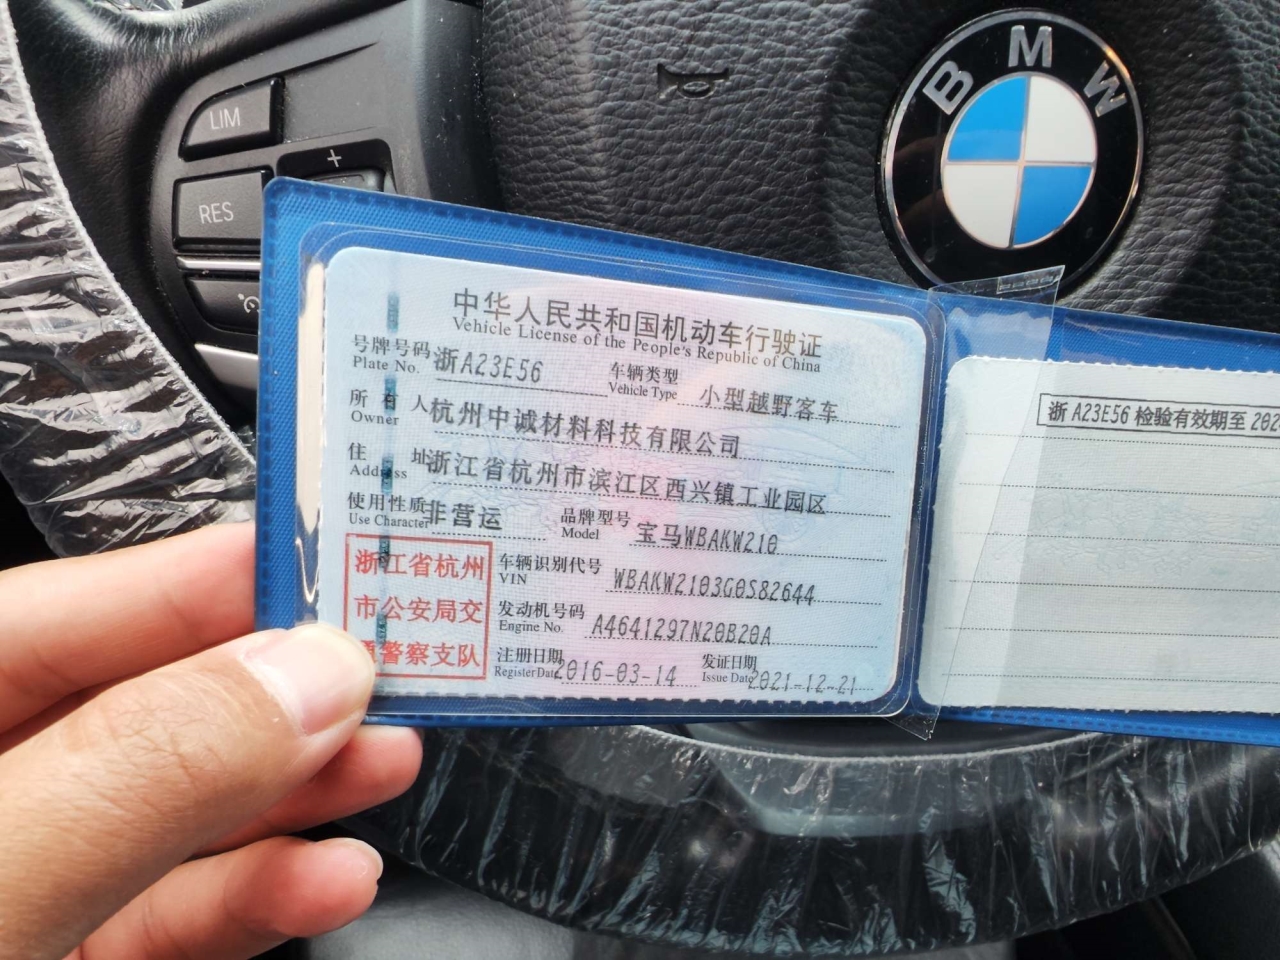 LIM
+
RES
BMW
中华人民共和国机动车行驶证
Vehicle License of the People's Republic of China
号牌号码 浙A23E56 车辆类型 小型越野客车
Plate No. Vehicle Type
所有人 杭州中诚材料科技有限公司
Owner
住址 浙江省杭州市滨江区西兴镇工业园区
Address
使用性质 非营运 品牌型号 宝马WBAKW210
Use Character Model
浙江省杭州
市公安局交
通警察支队
车辆识别代号 WBAKW2103G0S82644
VIN
发动机号码 A4641297N20B20A
Engine No.
注册日期 2016-03-14 发证日期 2021-12-21
Register Date Issue Date
浙A23E56 检验有效期至 202